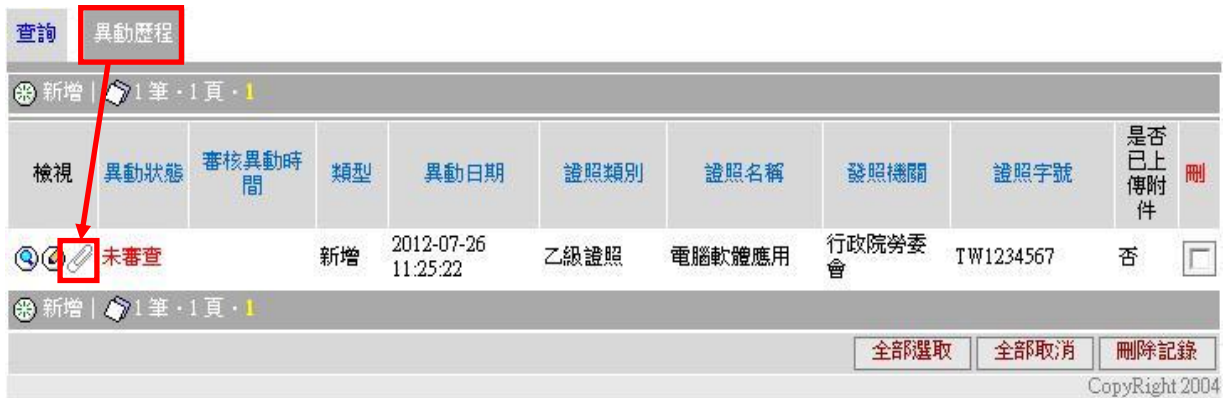 查詢 異動歷程
新增 | 1 筆 · 1 頁 · 1
檢視 異動狀態 審核異動時間 類型 異動日期 證照類別 證照名稱 發照機關 證照字號 是否已上傳附件 刪
未審查 新增 2012-07-26 11:25:22 乙級證照 電腦軟體應用 行政院勞委會 TW1234567 否
新增 | 1 筆 · 1 頁 · 1
全部選取 全部取消 刪除記錄
CopyRight 2004